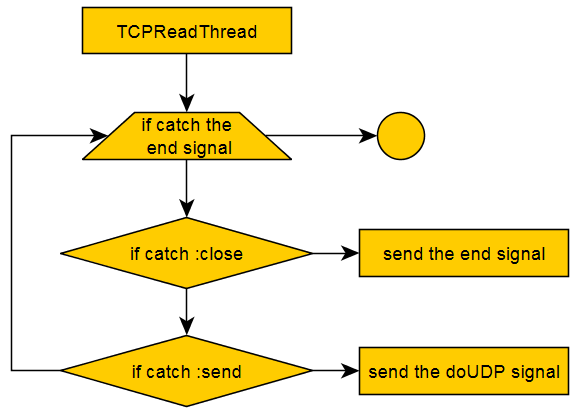 TCPReadThread
if catch the
end signal
if catch :close
send the end signal
if catch :send
send the doUDP signal